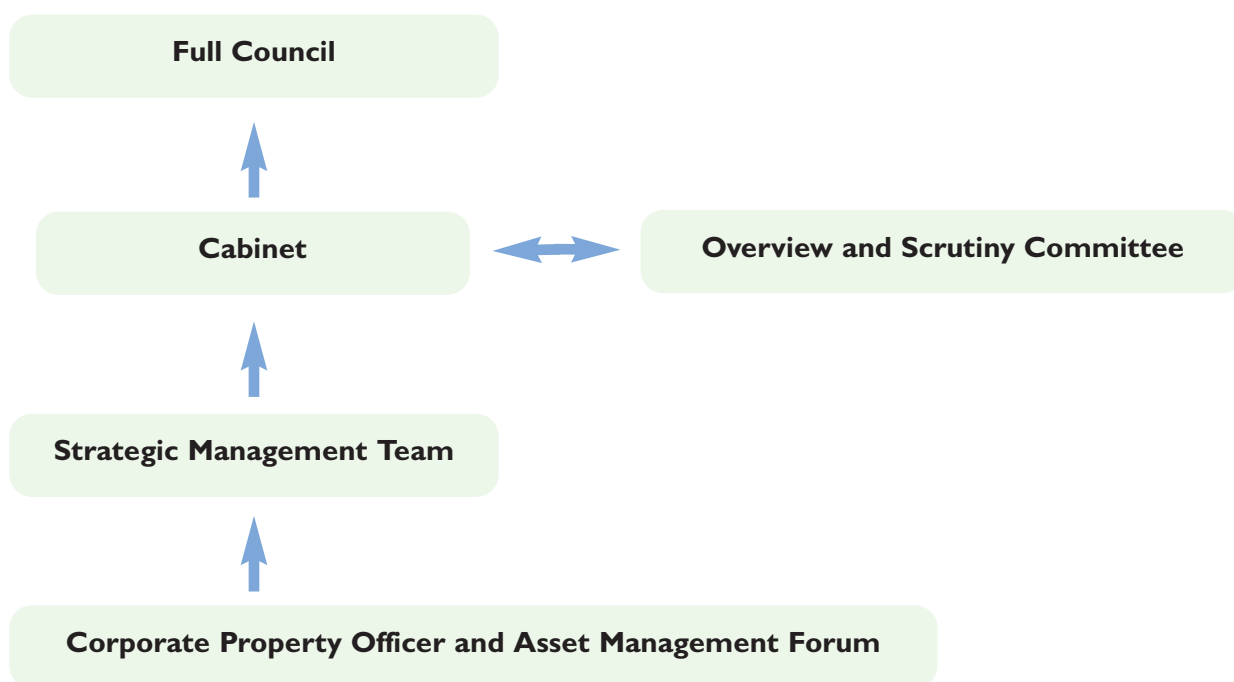 Full Council
Cabinet
Overview and Scrutiny Committee
Strategic Management Team
Corporate Property Officer and Asset Management Forum